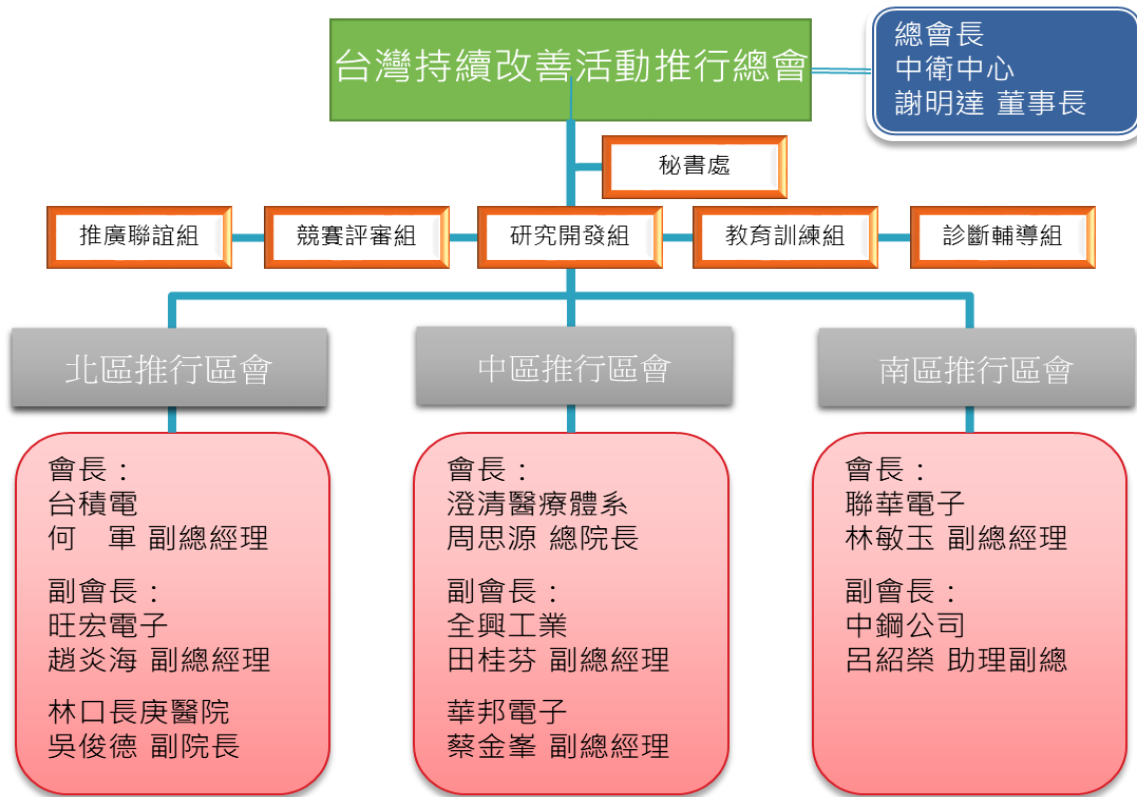 台灣持續改善活動推行總會
總會長
中衛中心
謝明達 董事長
秘書處
推廣聯誼組
競賽評審組
研究開發組
教育訓練組
診斷輔導組
北區推行區會
會長：
台積電
何　軍 副總經理
副會長：
旺宏電子
趙炎海 副總經理
林口長庚醫院
吳俊德 副院長
中區推行區會
會長：
澄清醫療體系
周思源 總院長
副會長：
全興工業
田桂芬 副總經理
華邦電子
蔡金峯 副總經理
南區推行區會
會長：
聯華電子
林敏玉 副總經理
副會長：
中鋼公司
呂紹榮 助理副總